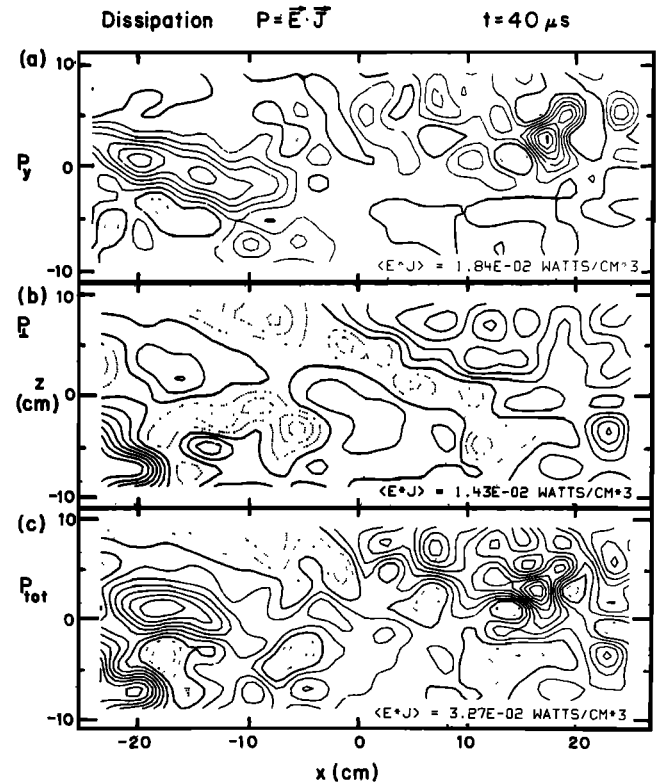 Dissipation P = E⃗ · J⃗ t = 40 μs
(a)
10
P_y
0
-10
<E*J> = 1.84E-02 WATTS/CM*3
(b)
10
P_⊥
z
(cm)
0
-10
<E*J> = 1.43E-02 WATTS/CM*3
(c)
10
P_tot
0
-10
<E*J> = 3.27E-02 WATTS/CM*3
-20 -10 0 10 20
x (cm)